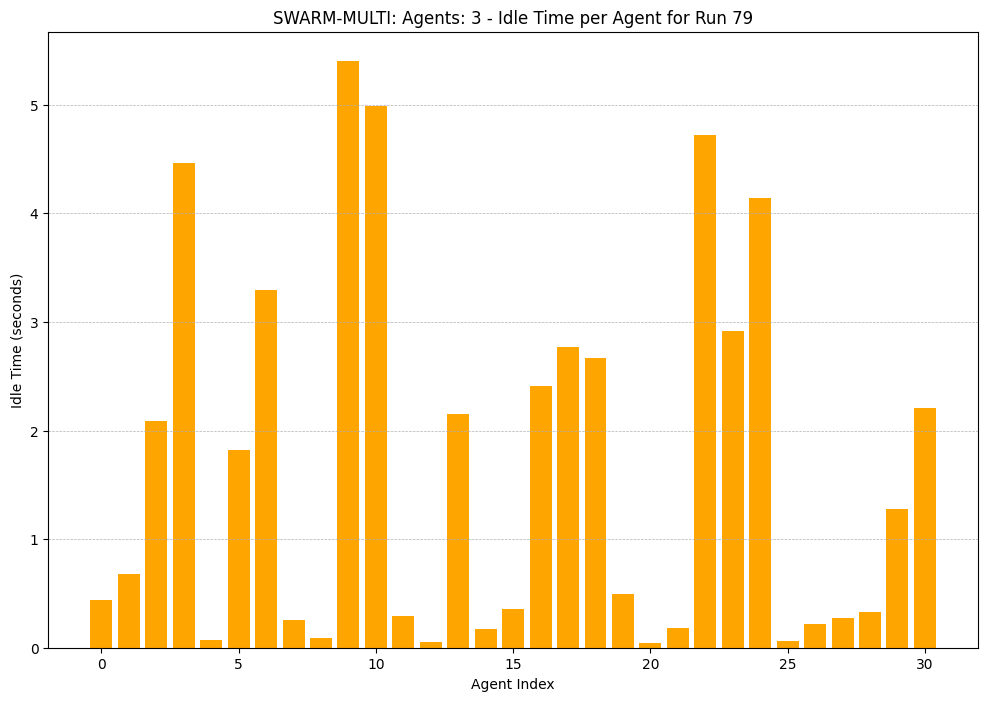 SWARM-MULTI: Agents: 3 - Idle Time per Agent for Run 79
Idle Time (seconds)
5
4
3
2
1
0
0 5 10 15 20 25 30
Agent Index